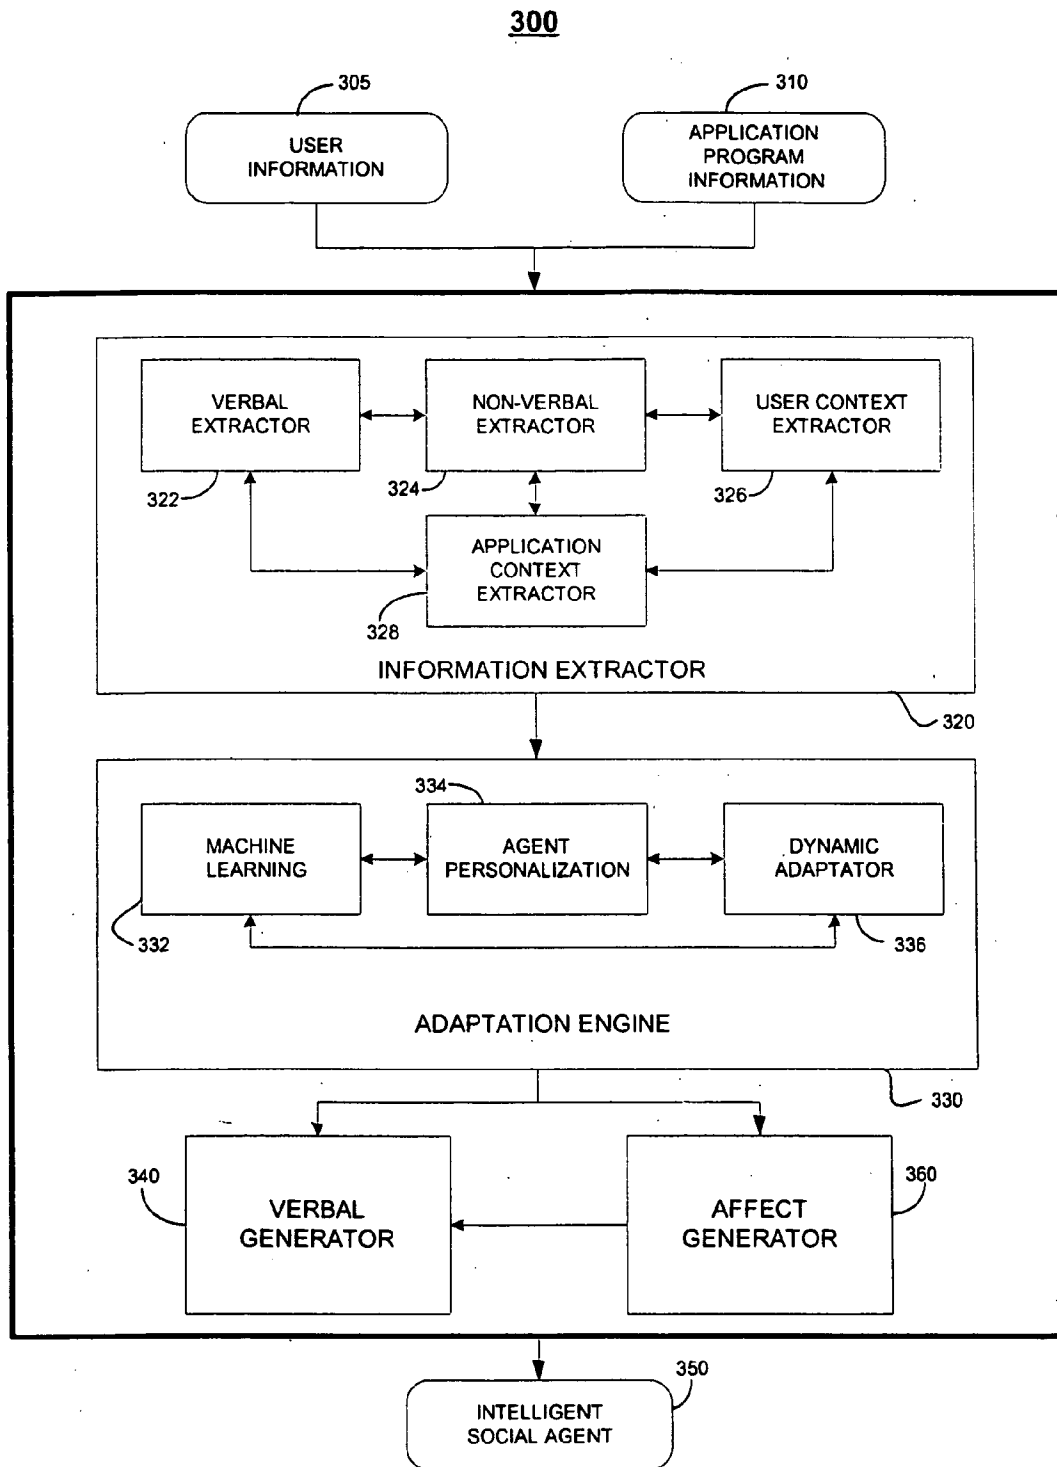 300
305
310
USER
INFORMATION
APPLICATION
PROGRAM
INFORMATION
VERBAL
EXTRACTOR
NON-VERBAL
EXTRACTOR
USER CONTEXT
EXTRACTOR
322
324
326
APPLICATION
CONTEXT
EXTRACTOR
328
INFORMATION EXTRACTOR
320
334
MACHINE
LEARNING
AGENT
PERSONALIZATION
DYNAMIC
ADAPTATOR
332
336
ADAPTATION ENGINE
330
340
VERBAL
GENERATOR
AFFECT
GENERATOR
360
350
INTELLIGENT
SOCIAL AGENT